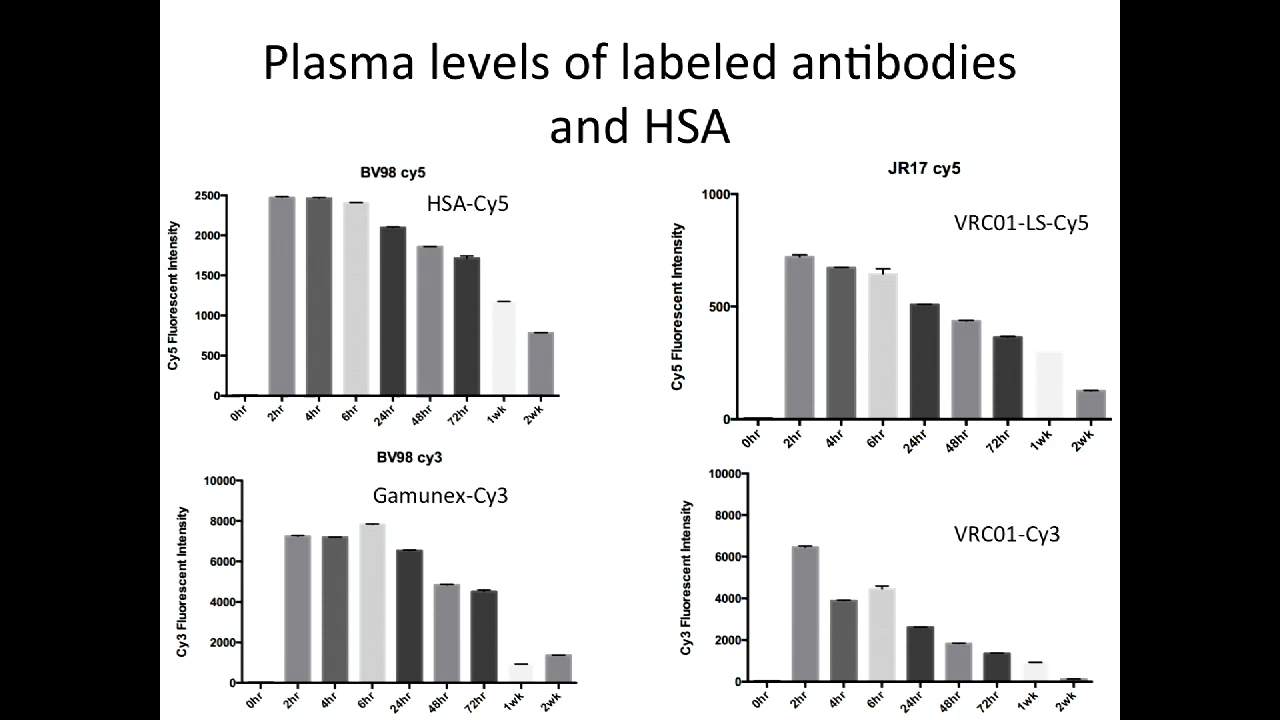 Plasma levels of labeled antibodies
and HSA
BV98 cy5
HSA-Cy5
Cy5 Fluorescent Intensity
2500
2000
1500
1000
500
0
0hr 2hr 4hr 6hr 24hr 48hr 72hr 1wk 2wk
JR17 cy5
VRC01-LS-Cy5
Cy5 Fluorescent Intensity
1000
500
0
0hr 2hr 4hr 6hr 24hr 48hr 72hr 1wk 2wk
BV98 cy3
Gamunex-Cy3
Cy3 Fluorescent Intensity
10000
8000
6000
4000
2000
0
0hr 2hr 4hr 6hr 24hr 48hr 72hr 1wk 2wk
VRC01-Cy3
Cy3 Fluorescent Intensity
10000
8000
6000
4000
2000
0
0hr 2hr 4hr 6hr 24hr 48hr 72hr 1wk 2wk